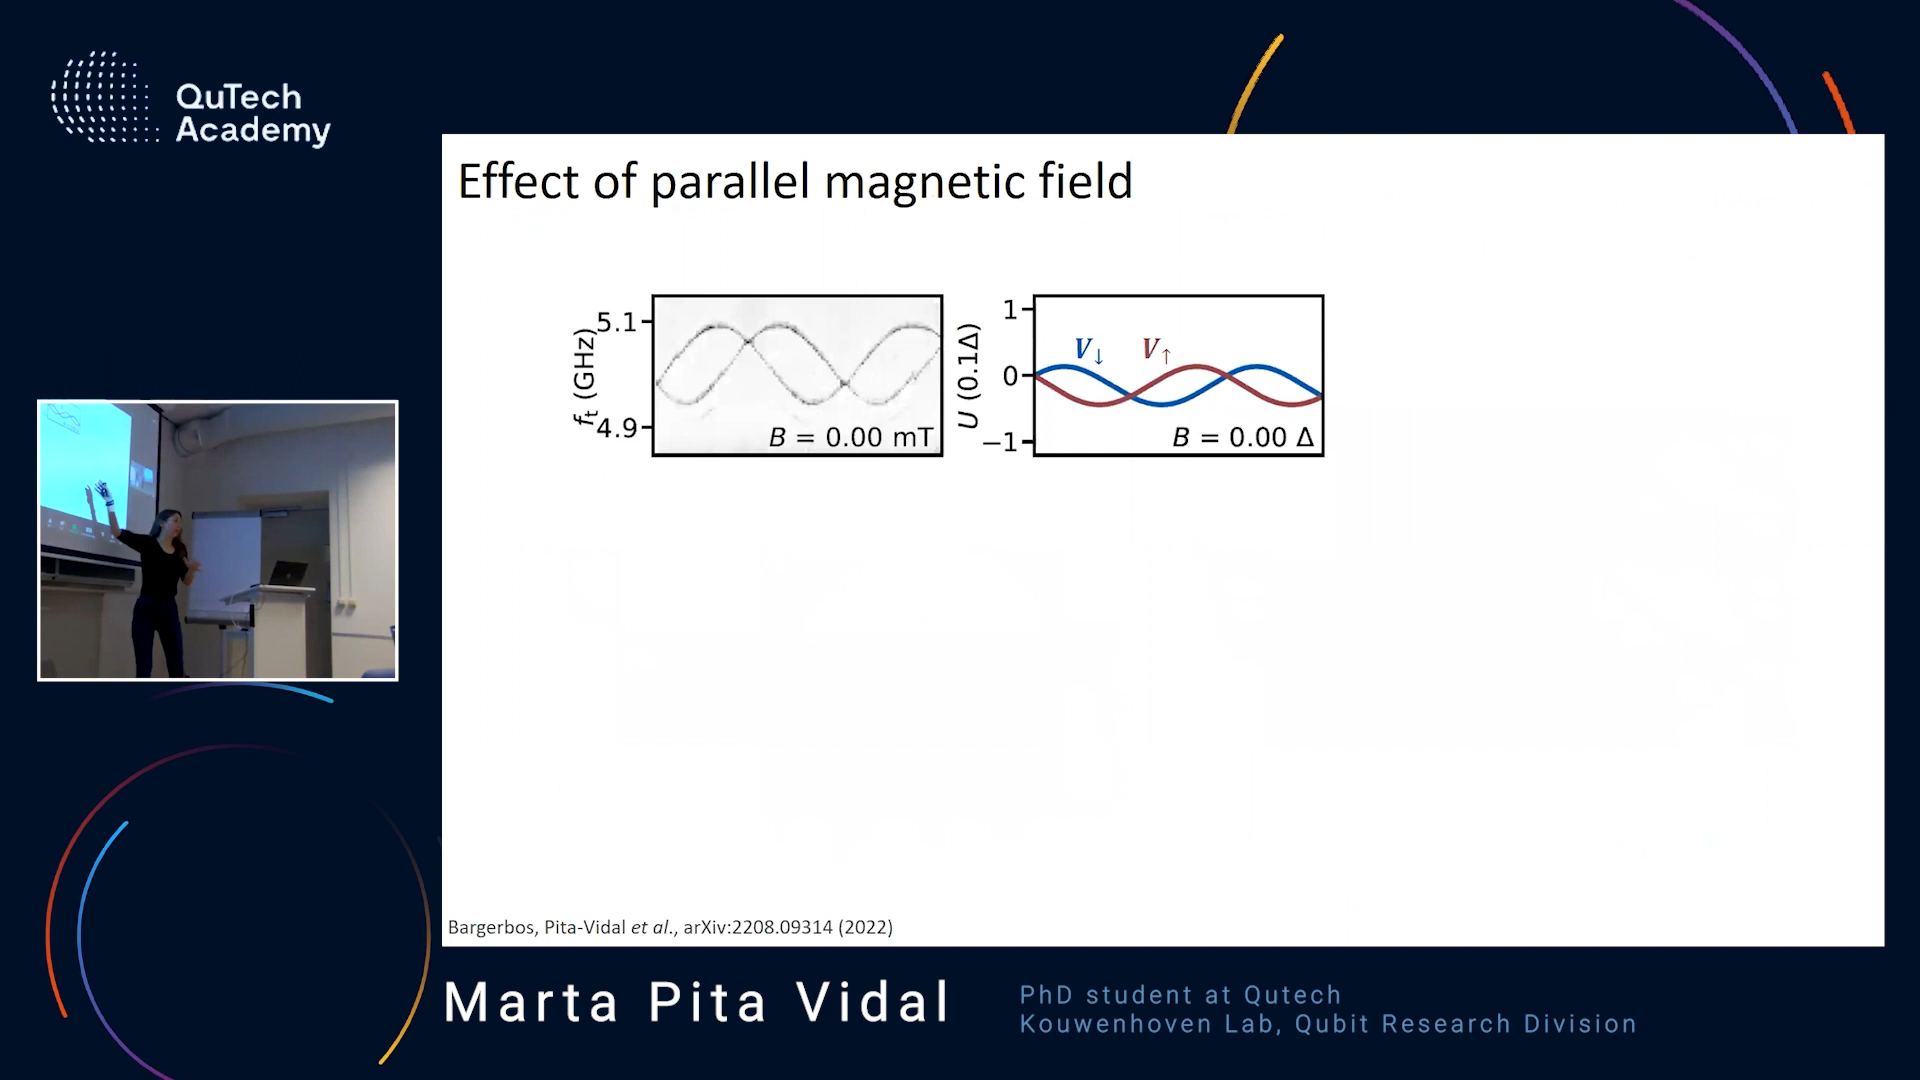 QuTech
Academy
Effect of parallel magnetic field
5.1
4.9
fₜ (GHz)
B = 0.00 mT
1
0
−1
U (0.1Δ)
V↓ V↑
B = 0.00 Δ
Bargerbos, Pita-Vidal et al., arXiv:2208.09314 (2022)
Marta Pita Vidal
PhD student at Qutech
Kouwenhoven Lab, Qubit Research Division